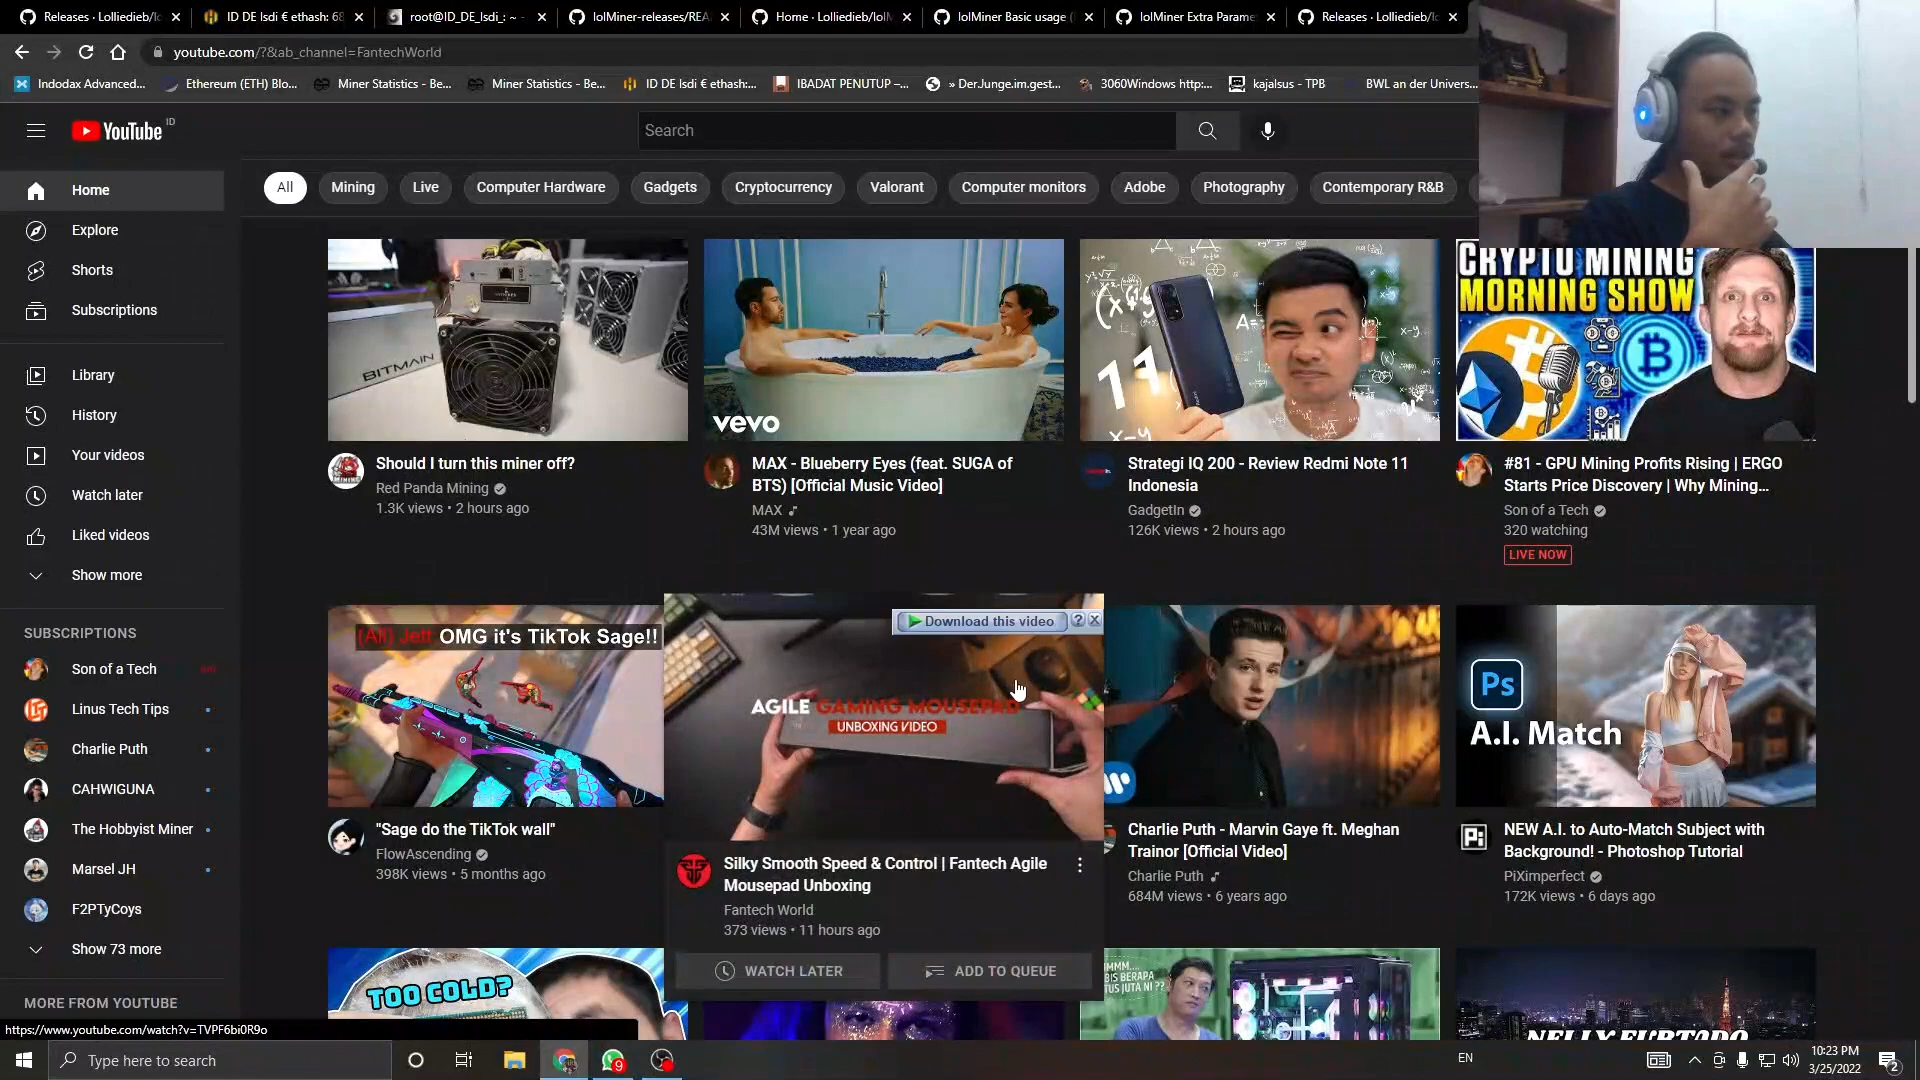 Releases · Lolliedieb/lol
ID DE lsdi € ethash: 68
root@ID_DE_lsdi_: ~ -
lolMiner-releases/REA
Home · Lolliedieb/lolM
lolMiner Basic usage (
lolMiner Extra Parame
Releases · Lolliedieb/lo
youtube.com/?&ab_channel=FantechWorld
Indodax Advanced...
Ethereum (ETH) Blo...
Miner Statistics - Be...
Miner Statistics - Be...
ID DE lsdi € ethash:...
IBADAT PENUTUP –...
» DerJunge.im.gest...
3060Windows http:...
kajalsus - TPB
BWL an der Univers...
YouTube ID
Search
All
Mining
Live
Computer Hardware
Gadgets
Cryptocurrency
Valorant
Computer monitors
Adobe
Photography
Contemporary R&B
Home
Explore
Shorts
Subscriptions
Library
History
Your videos
Watch later
Liked videos
Show more
SUBSCRIPTIONS
Son of a Tech
Linus Tech Tips
Charlie Puth
CAHWIGUNA
The Hobbyist Miner
Marsel JH
F2PTyCoys
Show 73 more
MORE FROM YOUTUBE
BITMAIN
Should I turn this miner off?
Red Panda Mining
1.3K views • 2 hours ago
vevo
MAX - Blueberry Eyes (feat. SUGA of
BTS) [Official Music Video]
MAX
43M views • 1 year ago
11
A=
x-y
Strategi IQ 200 - Review Redmi Note 11
Indonesia
GadgetIn
126K views • 2 hours ago
CRYPTO MINING
MORNING SHOW
#81 - GPU Mining Profits Rising | ERGO
Starts Price Discovery | Why Mining...
Son of a Tech
320 watching
LIVE NOW
(All) Jett OMG it's TikTok Sage!!
"Sage do the TikTok wall"
FlowAscending
398K views • 5 months ago
Download this video
AGILE GAMING MOUSEPAD
UNBOXING VIDEO
Silky Smooth Speed & Control | Fantech Agile
Mousepad Unboxing
Fantech World
373 views • 11 hours ago
WATCH LATER
ADD TO QUEUE
Charlie Puth - Marvin Gaye ft. Meghan
Trainor [Official Video]
Charlie Puth
684M views • 6 years ago
Ps
A.I. Match
NEW A.I. to Auto-Match Subject with
Background! - Photoshop Tutorial
PiXimperfect
172K views • 6 days ago
TOO COLD?
MMM....
BIS BERAPA
TUS JUTA NI ??
NELLY FURTADO
https://www.youtube.com/watch?v=TVPF6bi0R9o
Type here to search
9
EN
10:23 PM
3/25/2022
2